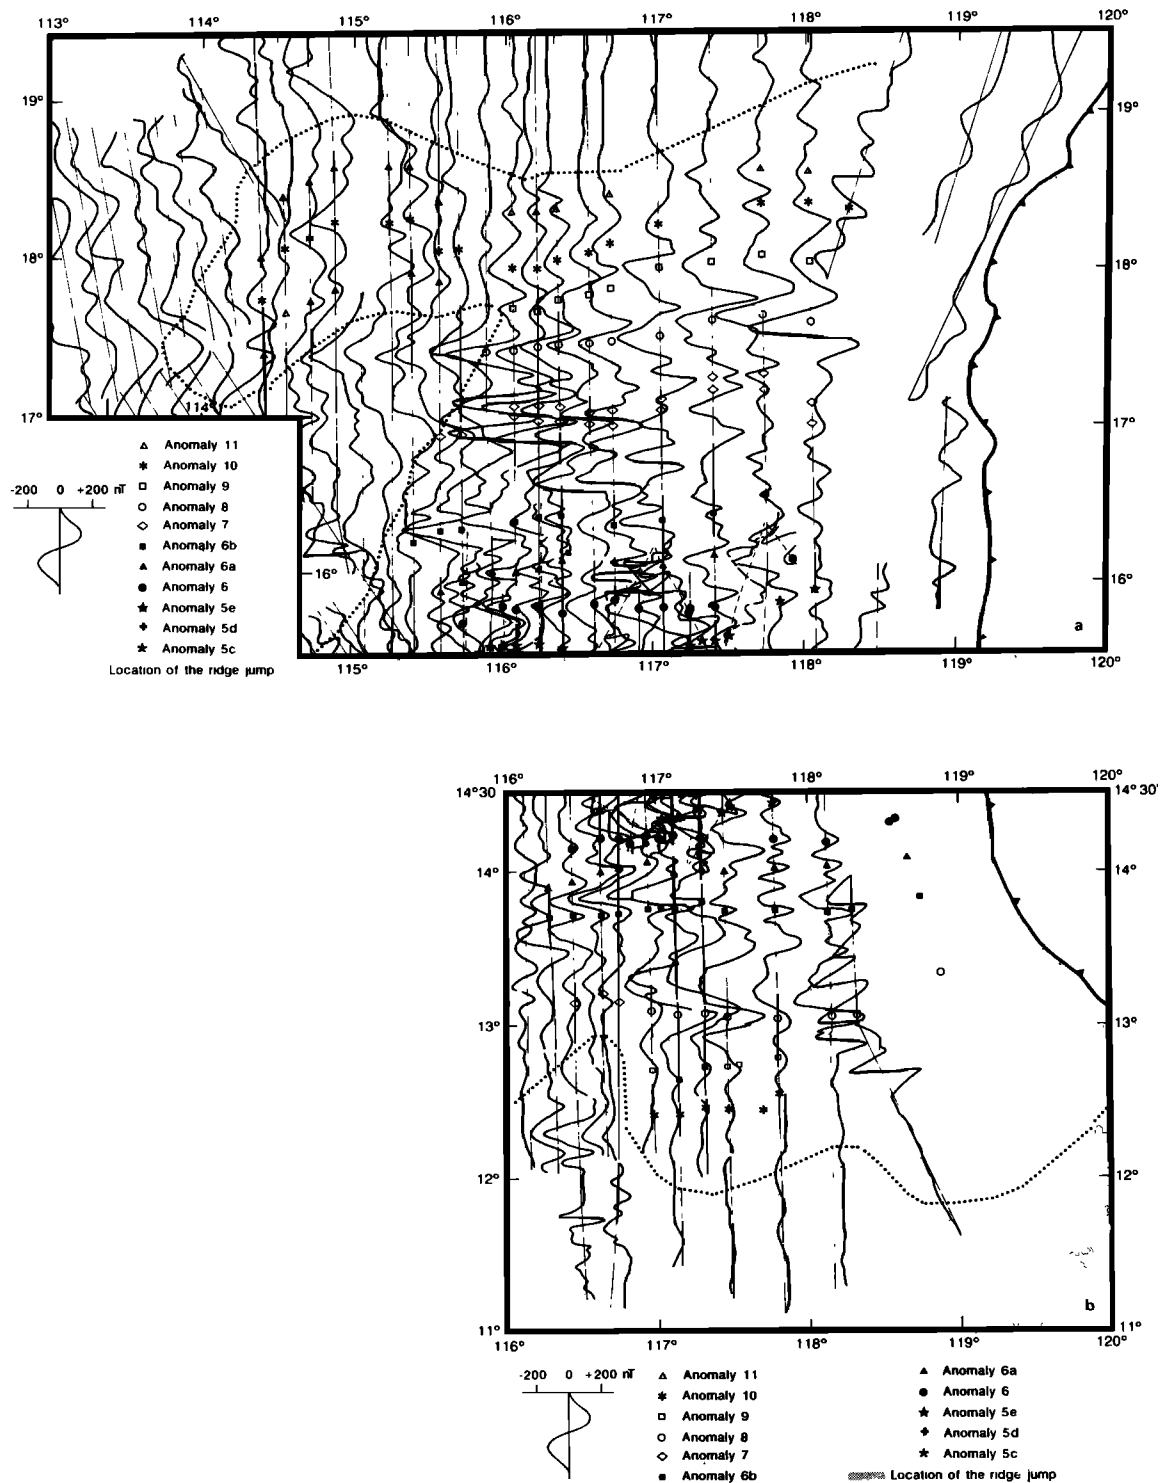 113° 114° 115° 116° 117° 118° 119° 120°
19° 19°
18° 18°
17° 114° 17°
16° 16°
a
115° 116° 117° 118° 119° 120°
-200 0 +200 nT
Anomaly 11
Anomaly 10
Anomaly 9
Anomaly 8
Anomaly 7
Anomaly 6b
Anomaly 6a
Anomaly 6
Anomaly 5e
Anomaly 5d
Anomaly 5c
Location of the ridge jump
116° 117° 118° 119° 120°
14°30 14°30'
14° 14°
13° 13°
12° 12°
b
11° 11°
116° 117° 118° 119° 120°
-200 0 +200 nT
Anomaly 11
Anomaly 10
Anomaly 9
Anomaly 8
Anomaly 7
Anomaly 6b
Anomaly 6a
Anomaly 6
Anomaly 5e
Anomaly 5d
Anomaly 5c
Location of the ridge jump